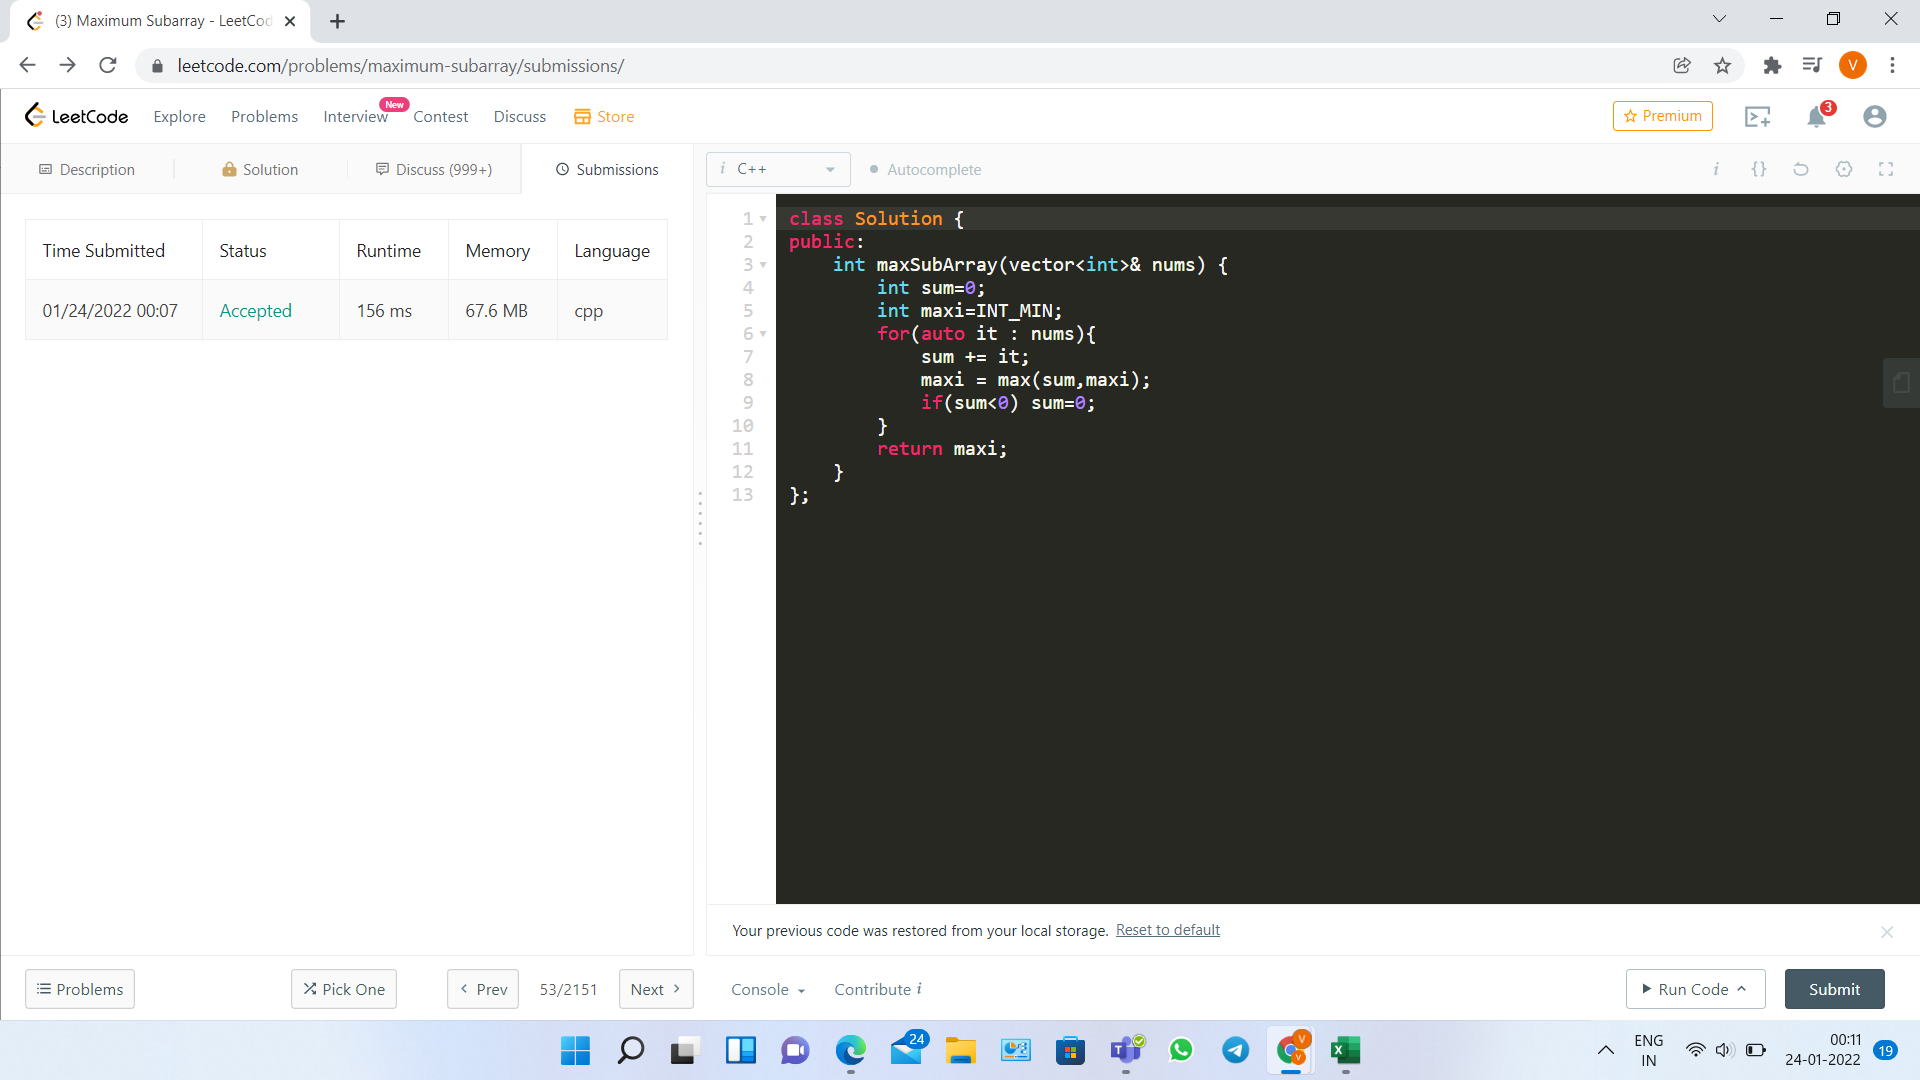 (3) Maximum Subarray - LeetCod
leetcode.com/problems/maximum-subarray/submissions/
V
LeetCode Explore Problems Interview New Contest Discuss Store Premium 3
Description Solution Discuss (999+) Submissions
i C++ Autocomplete i {}
Time Submitted Status Runtime Memory Language
01/24/2022 00:07 Accepted 156 ms 67.6 MB cpp
1 class Solution {
2 public:
3     int maxSubArray(vector<int>& nums) {
4         int sum=0;
5         int maxi=INT_MIN;
6         for(auto it : nums){
7             sum += it;
8             maxi = max(sum,maxi);
9             if(sum<0) sum=0;
10         }
11         return maxi;
12     }
13 };
Your previous code was restored from your local storage. Reset to default
Problems Pick One Prev 53/2151 Next Console Contribute i Run Code Submit
24 V V
ENG
IN
00:11
24-01-2022
19